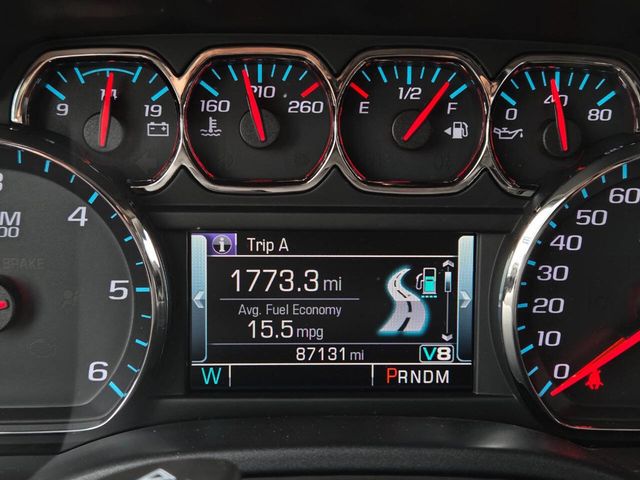 9 14 19
160 210 260
E 1/2 F
0 40 80
4
5
6
60
50
40
30
20
10
0
Trip A
1773.3 mi
Avg. Fuel Economy
15.5 mpg
87131 mi V8
W PRNDM